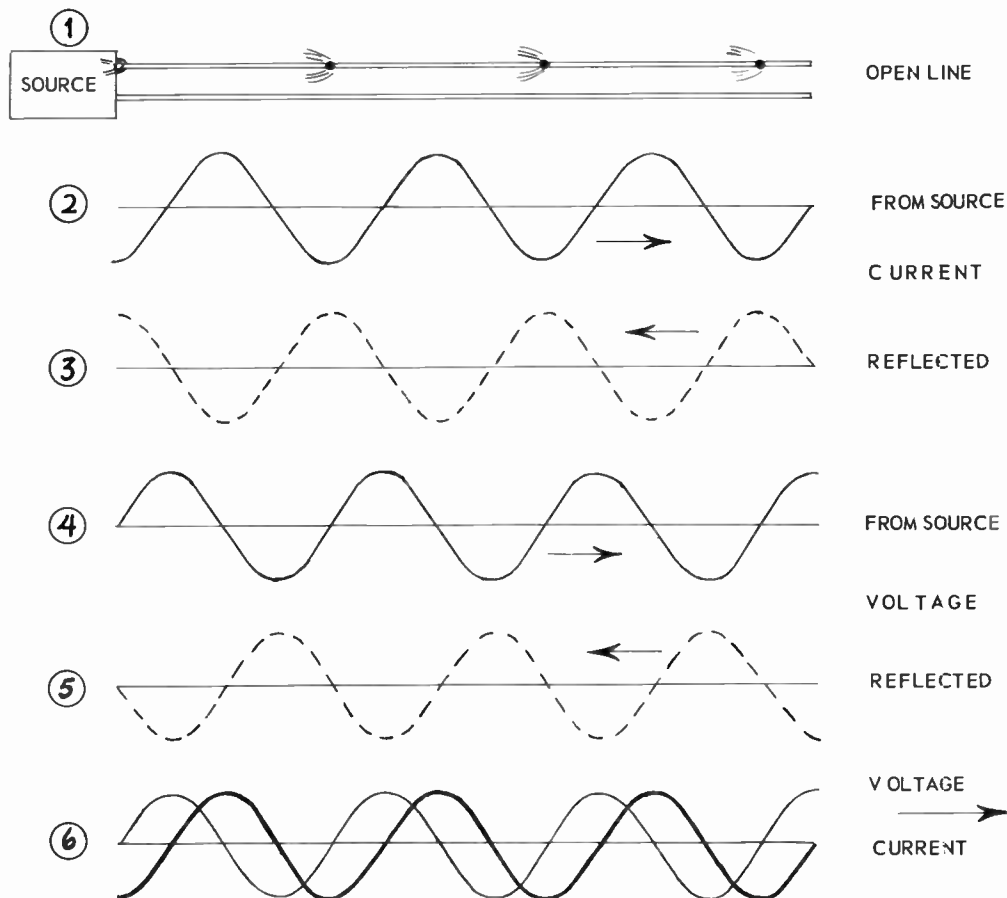 1
SOURCE
OPEN LINE
2
FROM SOURCE
CURRENT
3
REFLECTED
4
FROM SOURCE
VOLTAGE
5
REFLECTED
VOLTAGE
6
CURRENT